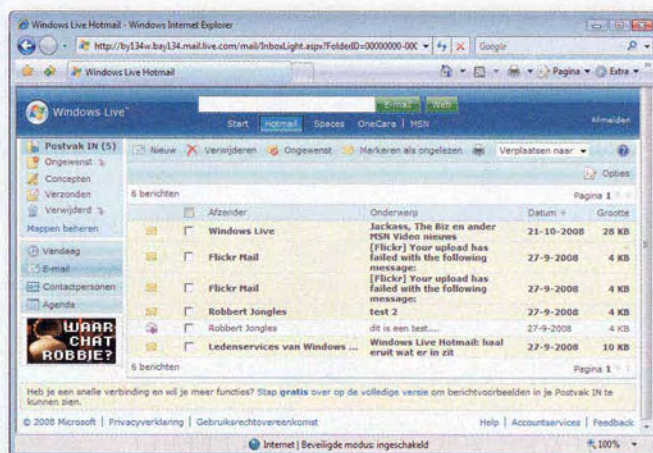 Windows Live Hotmail - Windows Internet Explorer
http://by134w.bay134.mail.live.com/mail/InboxLight.aspx?FolderID=00000000-00C
Google
Windows Live Hotmail
Pagina
Extra
Windows Live™
E-mail
Web
Start
Hotmail
Spaces
OneCare | MSN
Afmelden
Postvak IN (5)
Ongewenst
Concepten
Verzonden
Verwijderd
Mappen beheren
Vandaag
E-mail
Contactpersonen
Agenda
WAAR
CHAT
ROBBJE?
Nieuw
Verwijderen
Ongewenst
Markeren als ongelezen
Verplaatsen naar
Opties
6 berichten
Pagina 1
Afzender Onderwerp Datum Grootte
Windows Live Jackass, The Biz en ander
MSN Video nieuws 21-10-2008 28 KB
Flickr Mail [Flickr] Your upload has
failed with the following
message: 27-9-2008 4 KB
Flickr Mail [Flickr] Your upload has
failed with the following
message: 27-9-2008 4 KB
Robbert Jongles test 2 27-9-2008 4 KB
Robbert Jongles dit is een test.... 27-9-2008 4 KB
Ledenservices van Windows ... Windows Live Hotmail: haal
eruit wat er in zit 27-9-2008 10 KB
6 berichten
Pagina 1
Heb je een snelle verbinding en wil je meer functies? Stap gratis over op de volledige versie om berichtvoorbeelden in je Postvak IN te
kunnen zien.
© 2008 Microsoft | Privacyverklaring | Gebruiksrechtovereenkomst
Help | Accountservices | Feedback
Internet | Beveiligde modus: ingeschakeld
100%